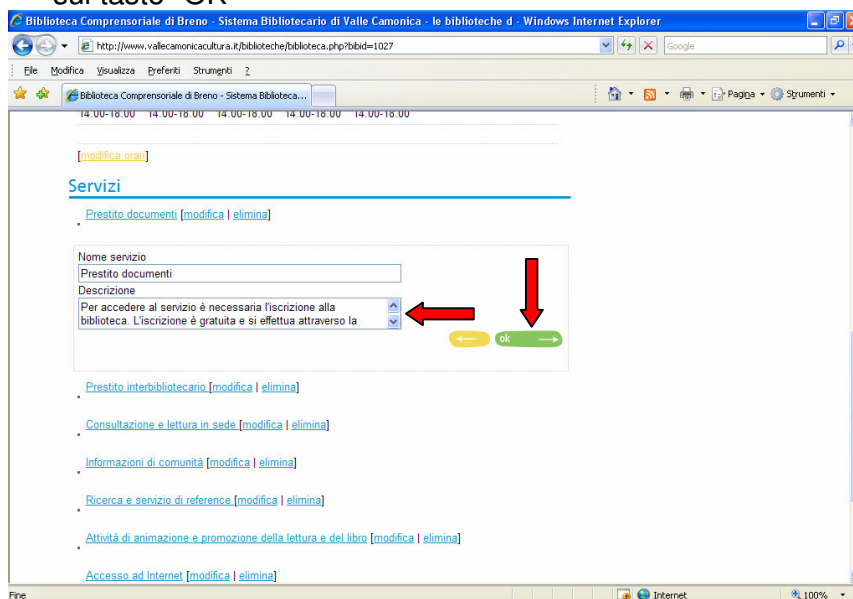 sul tasto "OK"
Biblioteca Comprensoriale di Breno - Sistema Bibliotecario di Valle Camonica - le biblioteche d - Windows Internet Explorer
http://www.vallecamonicacultura.it/biblioteche/biblioteca.php?bibid=1027
Google
File Modifica Visualizza Preferiti Strumenti ?
Biblioteca Comprensoriale di Breno - Sistema Biblioteca...
Pagina Strumenti
14.00-18.00 14.00-18.00 14.00-18.00 14.00-18.00 14.00-18.00
[modifica orari]
Servizi
Prestito documenti [modifica | elimina]
Nome servizio
Prestito documenti
Descrizione
Per accedere al servizio è necessaria l'iscrizione alla
biblioteca. L'iscrizione è gratuita e si effettua attraverso la
ok
Prestito interbibliotecario [modifica | elimina]
Consultazione e lettura in sede [modifica | elimina]
Informazioni di comunità [modifica | elimina]
Ricerca e servizio di reference [modifica | elimina]
Attività di animazione e promozione della lettura e del libro [modifica | elimina]
Accesso ad Internet [modifica | elimina]
Fine Internet 100%